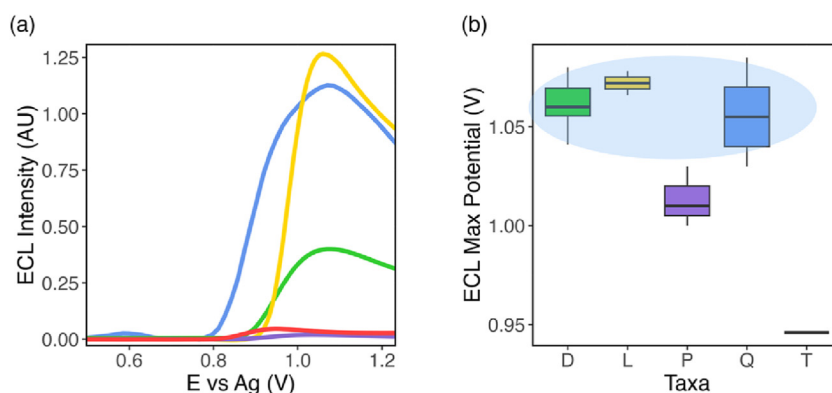 (a)
ECL Intensity (AU)
1.25
1.00
0.75
0.50
0.25
0.00
0.6 0.8 1.0 1.2
E vs Ag (V)
(b)
ECL Max Potential (V)
1.05
1.00
0.95
D L P Q T
Taxa